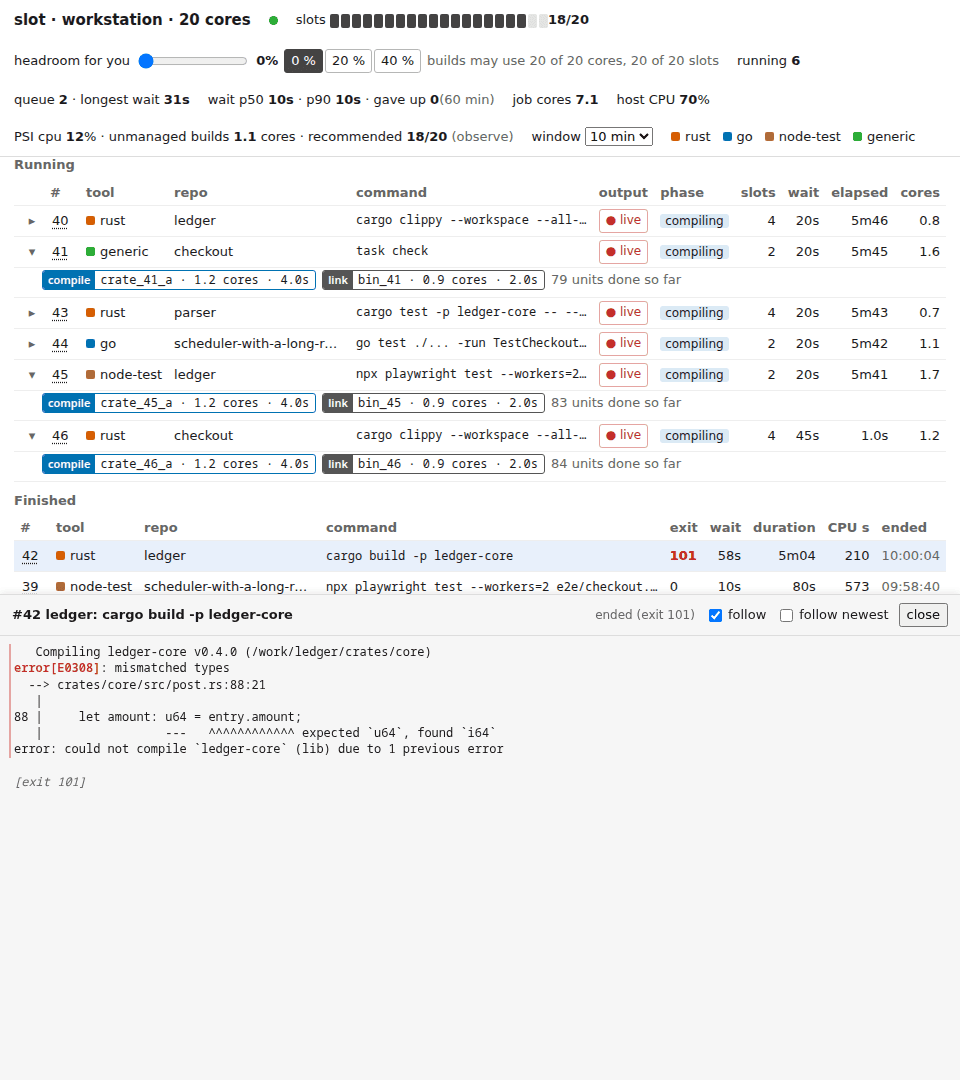 slot · workstation · 20 cores slots 18/20
headroom for you 0% 0 % 20 % 40 % builds may use 20 of 20 cores, 20 of 20 slots running 6
queue 2 · longest wait 31s wait p50 10s · p90 10s · gave up 0(60 min) job cores 7.1 host CPU 70%
PSI cpu 12% · unmanaged builds 1.1 cores · recommended 18/20 (observe) window 10 min rust go node-test generic
Running
# tool repo command output phase slots wait elapsed cores
▸ 40 rust ledger cargo clippy --workspace --all-… ● live compiling 4 20s 5m46 0.8
▾ 41 generic checkout task check ● live compiling 2 20s 5m45 1.6
compile crate_41_a · 1.2 cores · 4.0s link bin_41 · 0.9 cores · 2.0s 79 units done so far
▸ 43 rust parser cargo test -p ledger-core -- --… ● live compiling 4 20s 5m43 0.7
▸ 44 go scheduler-with-a-long-r… go test ./... -run TestCheckout… ● live compiling 2 20s 5m42 1.1
▾ 45 node-test ledger npx playwright test --workers=2… ● live compiling 2 20s 5m41 1.7
compile crate_45_a · 1.2 cores · 4.0s link bin_45 · 0.9 cores · 2.0s 83 units done so far
▾ 46 rust checkout cargo clippy --workspace --all-… ● live compiling 4 45s 1.0s 1.2
compile crate_46_a · 1.2 cores · 4.0s link bin_46 · 0.9 cores · 2.0s 84 units done so far
Finished
# tool repo command exit wait duration CPU s ended
42 rust ledger cargo build -p ledger-core 101 58s 5m04 210 10:00:04
39 node-test scheduler-with-a-long-r… npx playwright test --workers=2 e2e/checkout.… 0 10s 80s 573 09:58:40
#42 ledger: cargo build -p ledger-core ended (exit 101) follow follow newest close
Compiling ledger-core v0.4.0 (/work/ledger/crates/core)
error[E0308]: mismatched types
--> crates/core/src/post.rs:88:21
|
88 | let amount: u64 = entry.amount;
| --- ^^^^^^^^^^^^ expected `u64`, found `i64`
error: could not compile `ledger-core` (lib) due to 1 previous error
[exit 101]